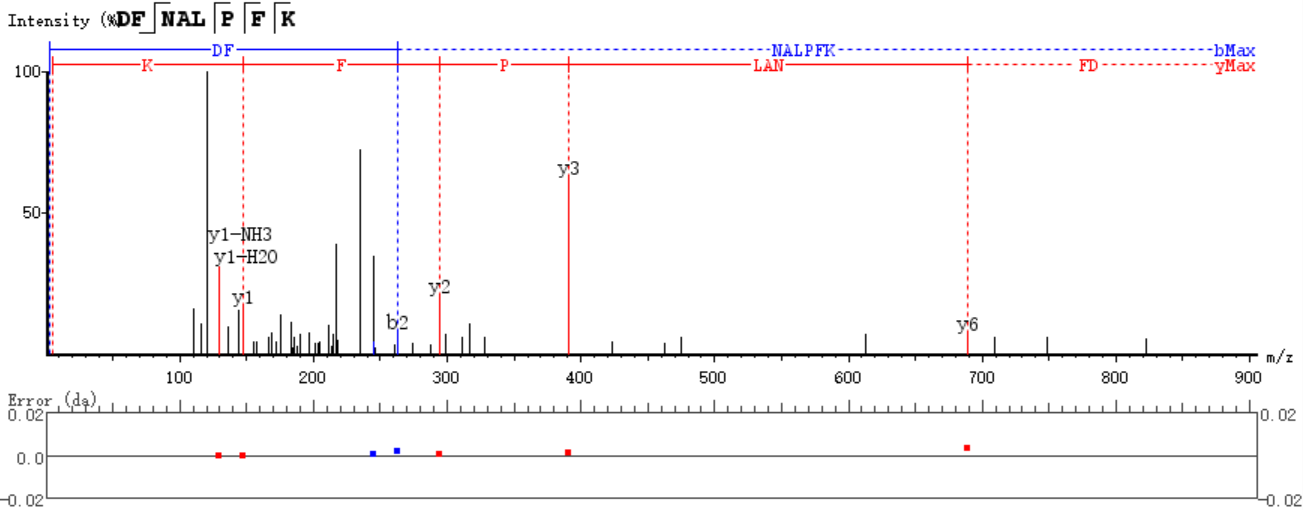 Intensity (% DF NAL P F K
DF NALPFK bMax
K F P LAN FD yMax
100
y3
50
y1-NH3
y1-H2O
y2
y1
b2
y6
m/z
100 200 300 400 500 600 700 800 900
Error (da)
0.02 0.02
0.0
-0.02 -0.02